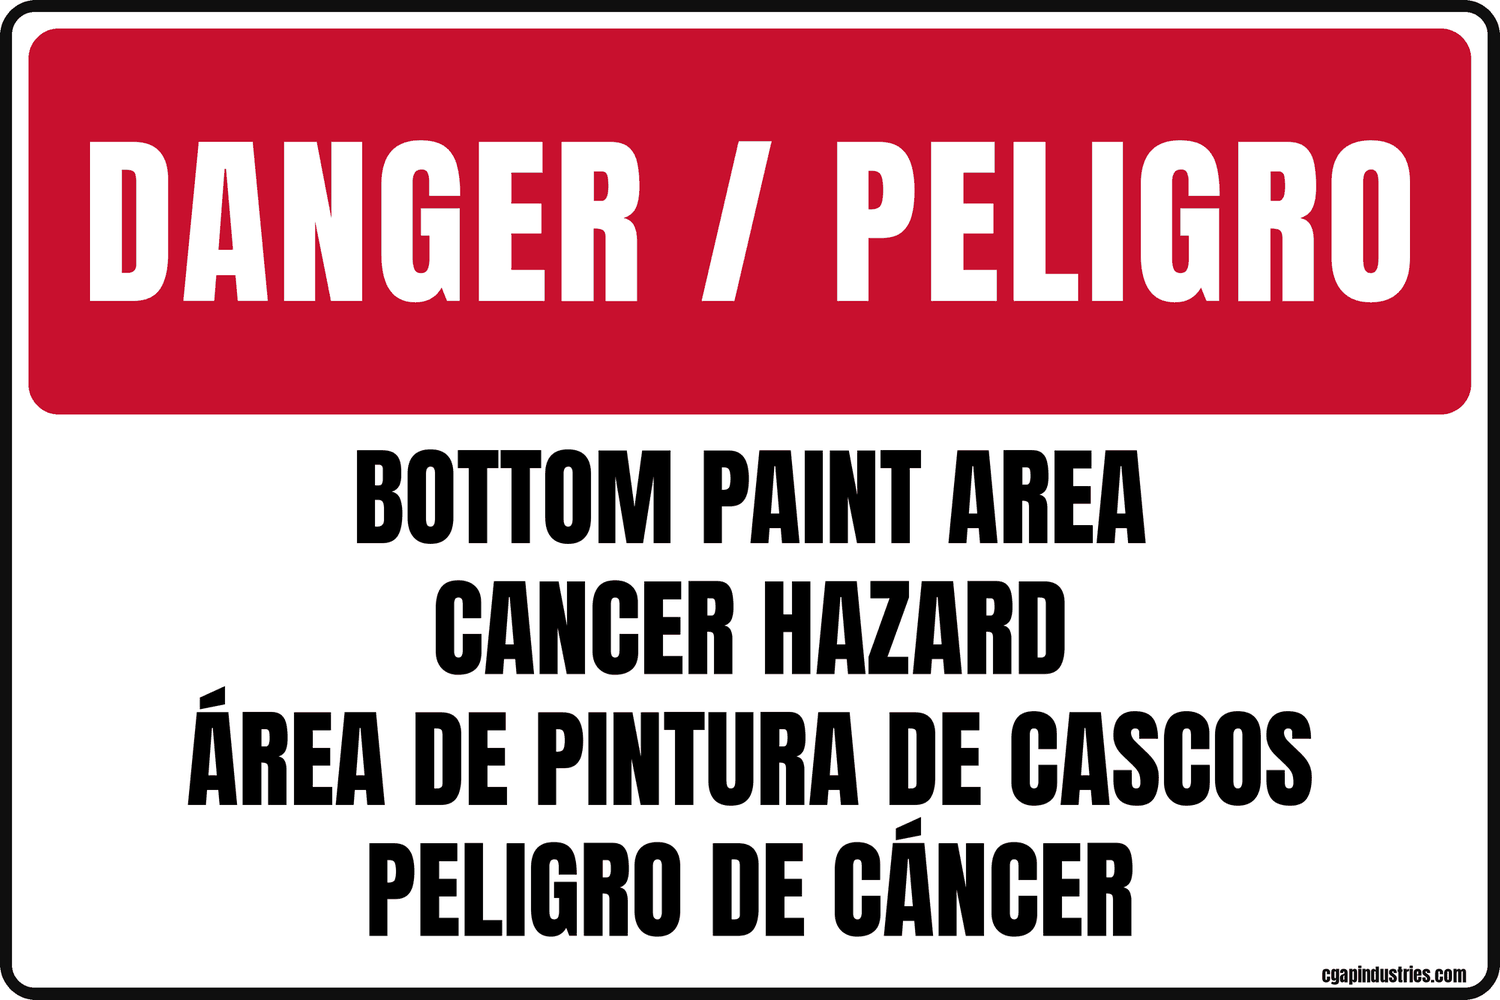 DANGER / PELIGRO
BOTTOM PAINT AREA
CANCER HAZARD
ÁREA DE PINTURA DE CASCOS
PELIGRO DE CÁNCER
cgapindustries.com